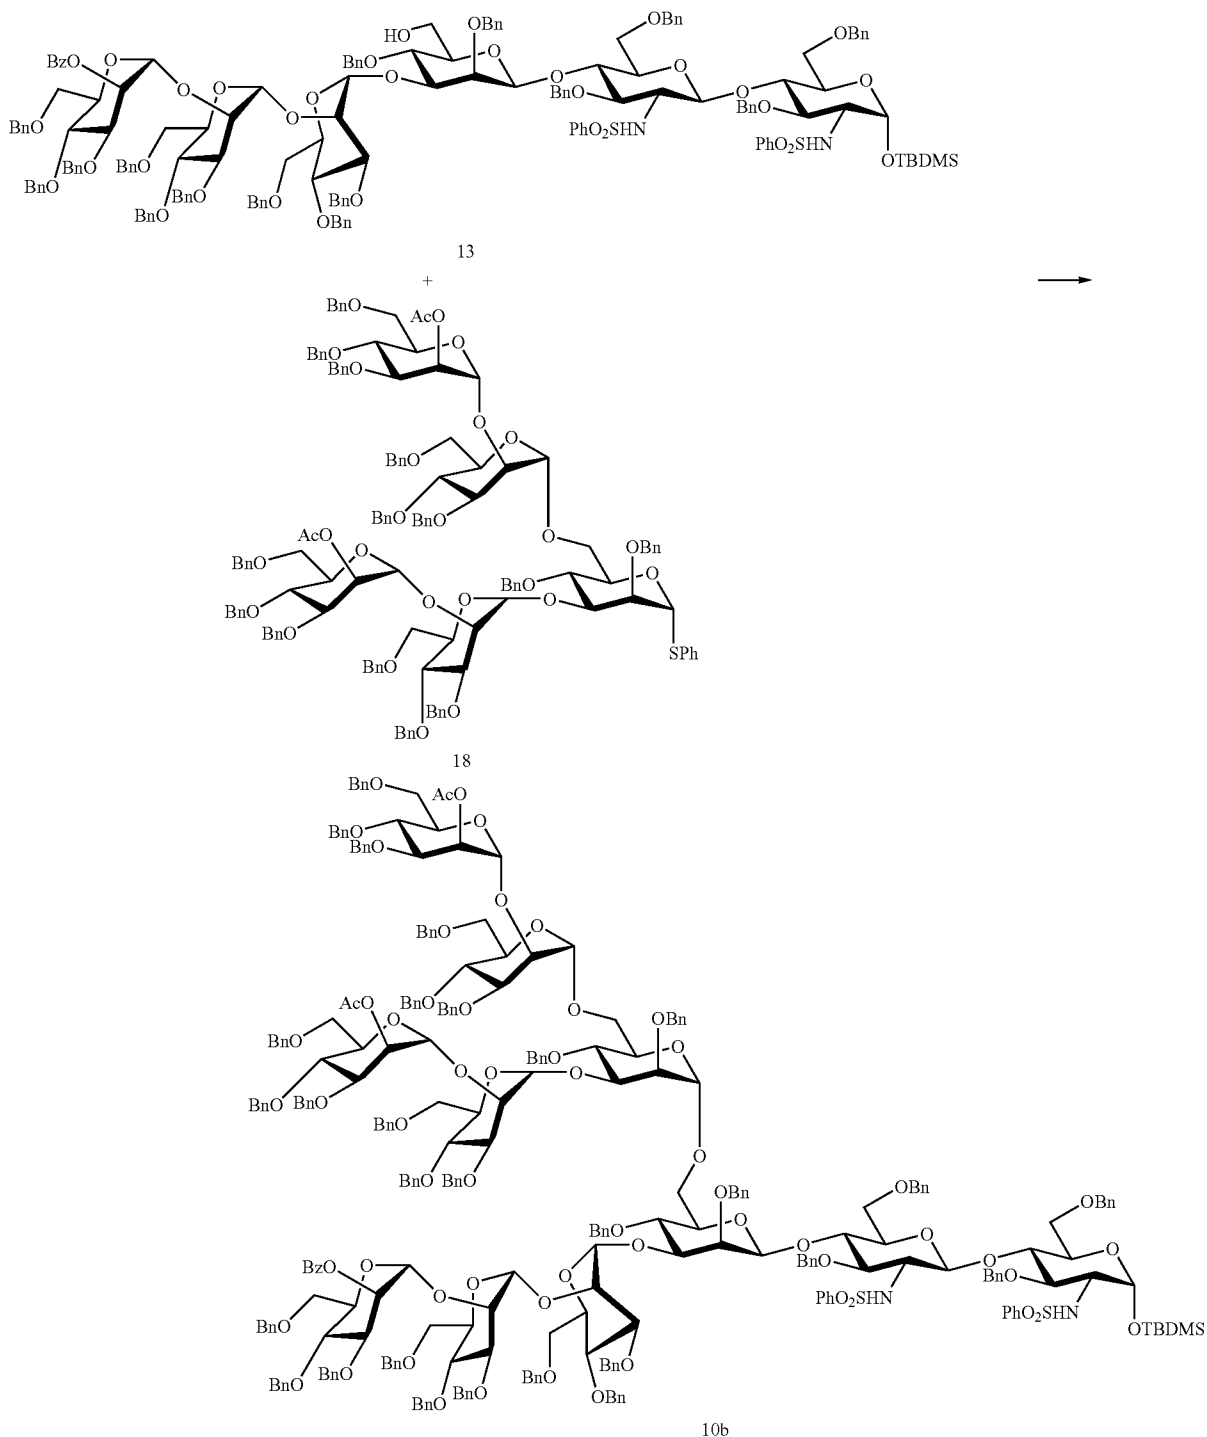 HO OBn OBn OBn
BzO O O O BnO O O O O O O
BnO BnO
O O PhO2SHN PhO2SHN OTBDMS
BnO BnO BnO BnO BnO BnO
BnO BnO BnO OBn
13
+
BnO AcO O
BnO
BnO
O
BnO O
BnO BnO O
AcO O OBn
BnO O
BnO O O O BnO
BnO BnO SPh
BnO
BnO
BnO
18
BnO AcO O
BnO
BnO
O
BnO O
BnO BnO O
AcO O OBn
BnO O
BnO O O O
BnO BnO BnO
BnO BnO O
OBn OBn OBn
BnO O O O O O O
BzO O O O O O BnO BnO
BnO PhO2SHN PhO2SHN OTBDMS
BnO BnO BnO BnO BnO
BnO BnO BnO OBn
10b